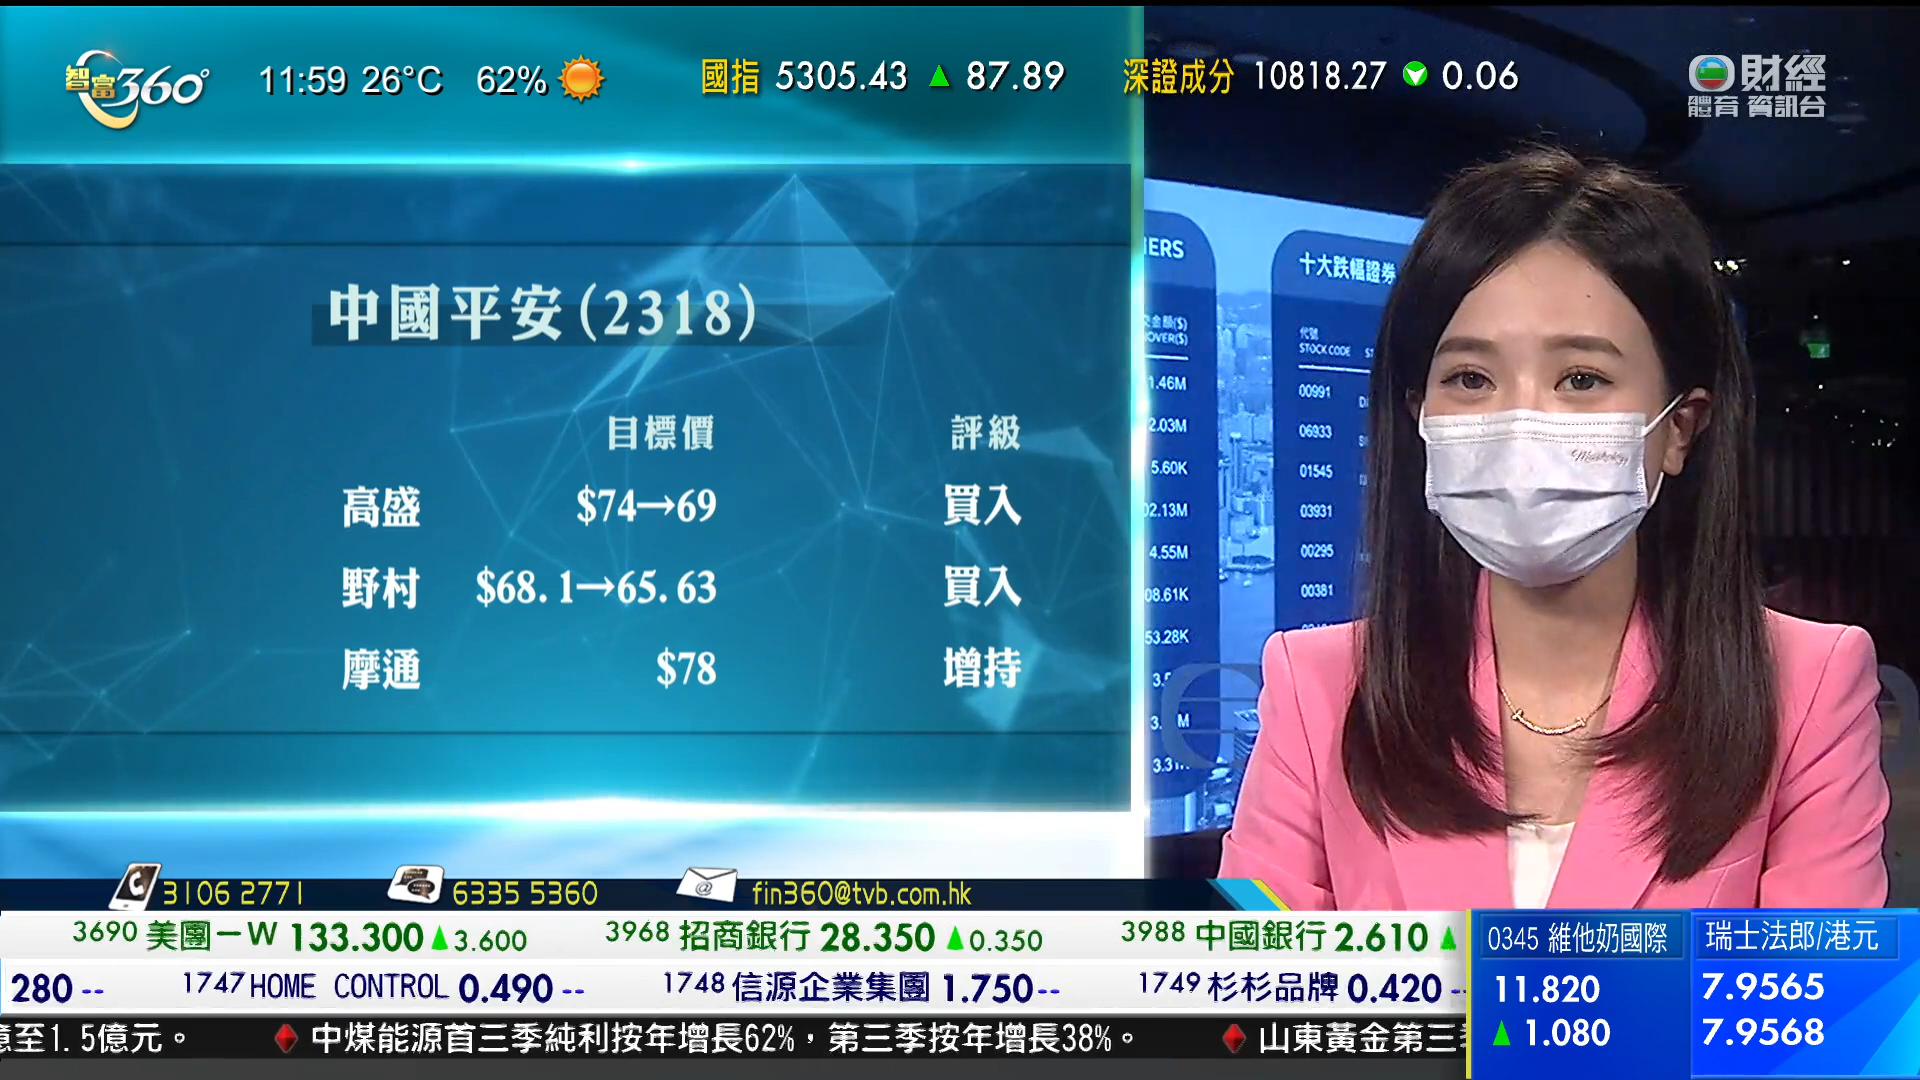 智富360°
11:59 26°C 62%
國指 5305.43 ▲ 87.89
深證成分 10818.27 ▼ 0.06
財經
體育 資訊台
中國平安(2318)
目標價 評級
高盛 $74→69 買入
野村 $68.1→65.63 買入
摩通 $78 增持
IERS
OVER($)
1.46M
2.03M
5.60K
02.13M
4.55M
08.61K
53.28K
十大跌幅證券
代號
STOCK CODE
00991
06933
01545
03931
00295
00381
3106 2771
6335 5360
fin360@tvb.com.hk
3690 美團－W 133.300 ▲3.600
3968 招商銀行 28.350 ▲0.350
3988 中國銀行 2.610 ▲
280 --
1747 HOME CONTROL 0.490 --
1748 信源企業集團 1.750 --
1749 杉杉品牌 0.420 --
至1.5億元。
中煤能源首三季純利按年增長62%，第三季按年增長38%。
山東黃金第三
0345 維他奶國際
11.820
▲ 1.080
瑞士法郎/港元
7.9565
7.9568